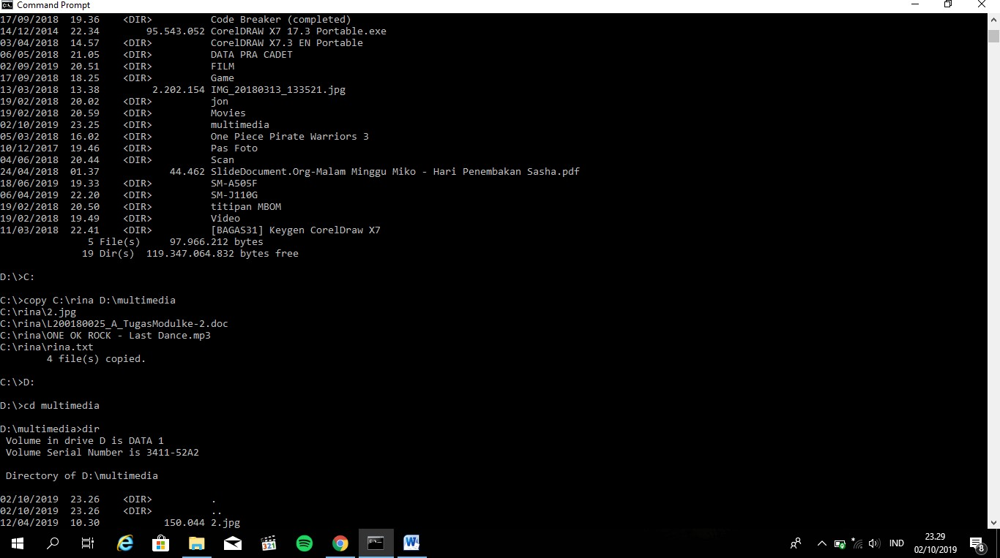 Command Prompt
17/09/2018  19.36    <DIR>          Code Breaker (completed)
14/12/2014  22.34        95.543.052 CorelDRAW X7 17.3 Portable.exe
03/04/2018  14.57    <DIR>          CorelDRAW X7.3 EN Portable
06/05/2018  21.05    <DIR>          DATA PRA CADET
02/09/2019  20.51    <DIR>          FILM
17/09/2018  18.25    <DIR>          Game
13/03/2018  13.38         2.202.154 IMG_20180313_133521.jpg
19/02/2018  20.02    <DIR>          jon
19/02/2018  20.59    <DIR>          Movies
02/10/2019  23.25    <DIR>          multimedia
05/03/2018  16.02    <DIR>          One Piece Pirate Warriors 3
10/12/2017  19.46    <DIR>          Pas Foto
04/06/2018  20.44    <DIR>          Scan
24/04/2018  01.37            44.462 SlideDocument.Org-Malam Minggu Miko - Hari Penembakan Sasha.pdf
18/06/2019  19.33    <DIR>          SM-A505F
06/04/2019  22.20    <DIR>          SM-J110G
19/02/2018  20.50    <DIR>          titipan MBOM
19/02/2018  19.49    <DIR>          Video
11/03/2018  22.41    <DIR>          [BAGAS31] Keygen CorelDraw X7
               5 File(s)     97.966.212 bytes
              19 Dir(s)  119.347.064.832 bytes free

D:\>C:

C:\>copy C:\rina D:\multimedia
C:\rina\2.jpg
C:\rina\L200180025_A_TugasModulke-2.doc
C:\rina\ONE OK ROCK - Last Dance.mp3
C:\rina\rina.txt
        4 file(s) copied.

C:\>D:

D:\>cd multimedia

D:\multimedia>dir
 Volume in drive D is DATA 1
 Volume Serial Number is 3411-52A2

 Directory of D:\multimedia

02/10/2019  23.26    <DIR>          .
02/10/2019  23.26    <DIR>          ..
12/04/2019  10.30           150.044 2.jpg
321
IND
23.29
02/10/2019
8